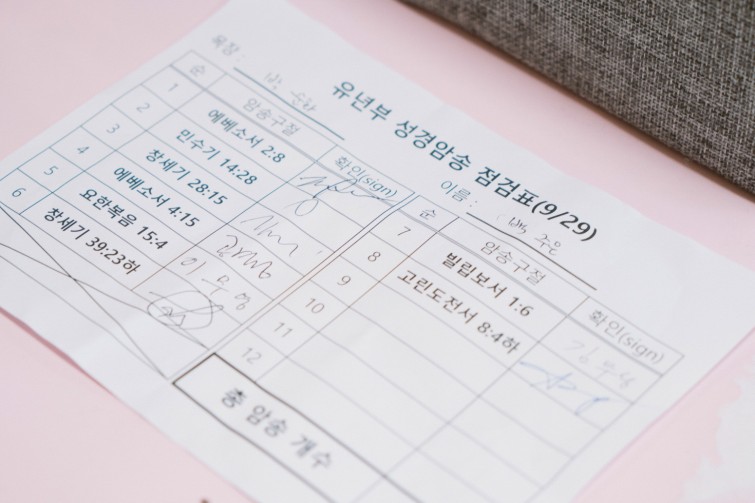 유년부 성경암송 점검표(9/29)
목장 :
이름 :
순 암송구절 확인(sign)
1 에베소서 2:8
2 민수기 14:28
3 창세기 28:15
4 에베소서 4:15
5 요한복음 15:4
6 창세기 39:23하
순 암송구절 확인(sign)
7 빌립보서 1:6
8 고린도전서 8:4하
9
10
11
12
총 암송 개수